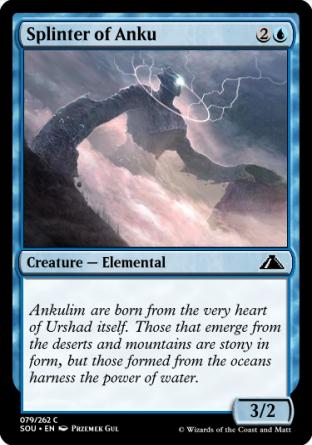 Splinter of Anku 2
Creature — Elemental
Ankulim are born from the very heart
of Urshad itself. Those that emerge from
the deserts and mountains are stony in
form, but those formed from the oceans
harness the power of water.
3/2
079/262 C
SOU • EN Przemek Gul ™ & © Wizards of the Coast and Matt